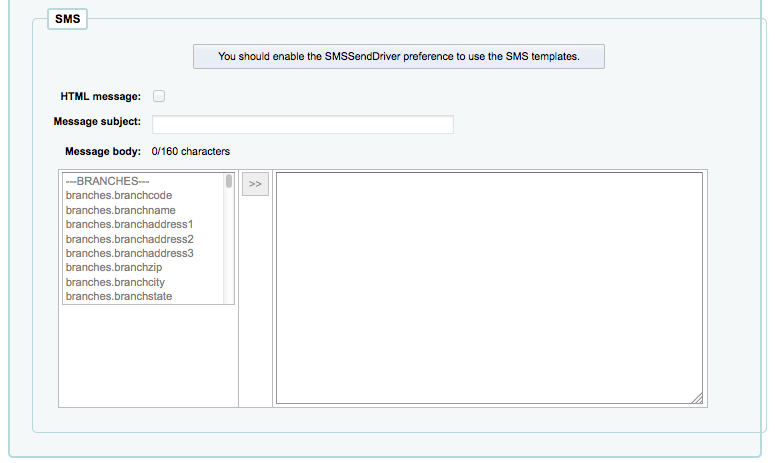 SMS
You should enable the SMSSendDriver preference to use the SMS templates.
HTML message:
Message subject:
Message body: 0/160 characters
---BRANCHES---
branches.branchcode
branches.branchname
branches.branchaddress1
branches.branchaddress2
branches.branchaddress3
branches.branchzip
branches.branchcity
branches.branchstate
>>